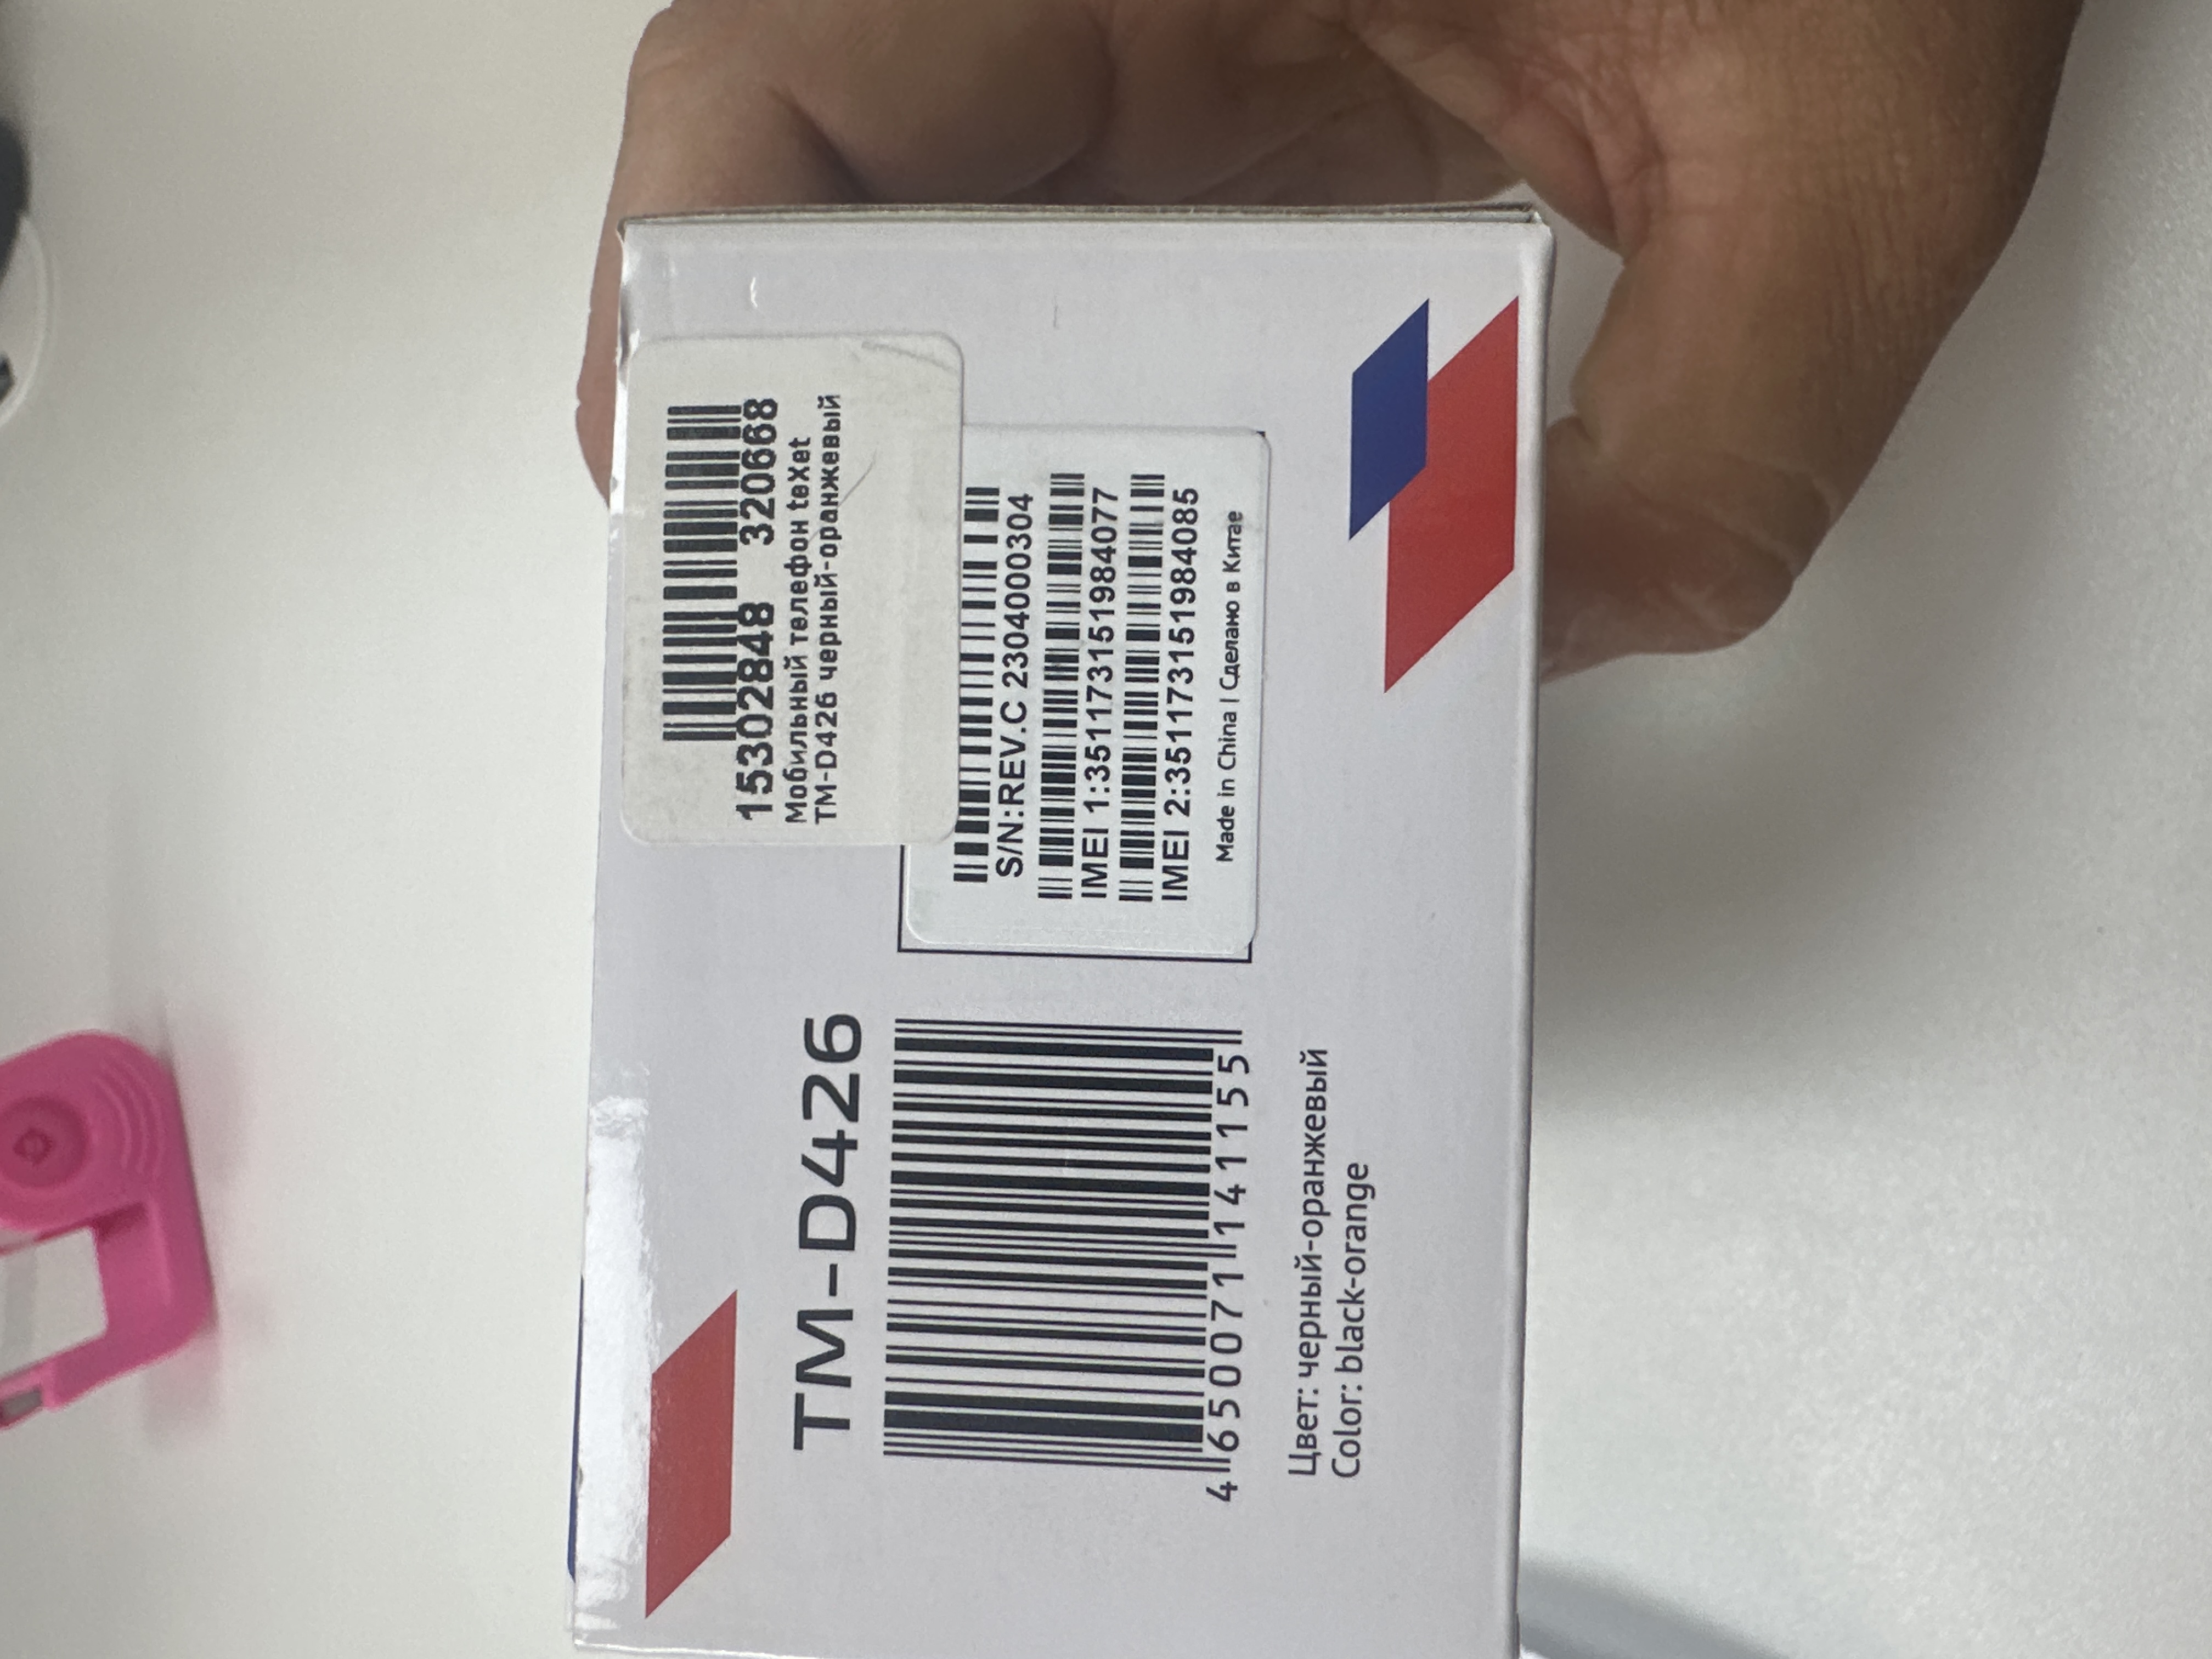 15302848 320668
Мобильный телефон teXet
TM-D426 черный-оранжевый
S/N:REV.C 2304000304
IMEI 1:351173151984077
IMEI 2:351173151984085
Made in China | Сделано в Китае
TM-D426
4 650071 141155
Цвет: черный-оранжевый
Color: black-orange